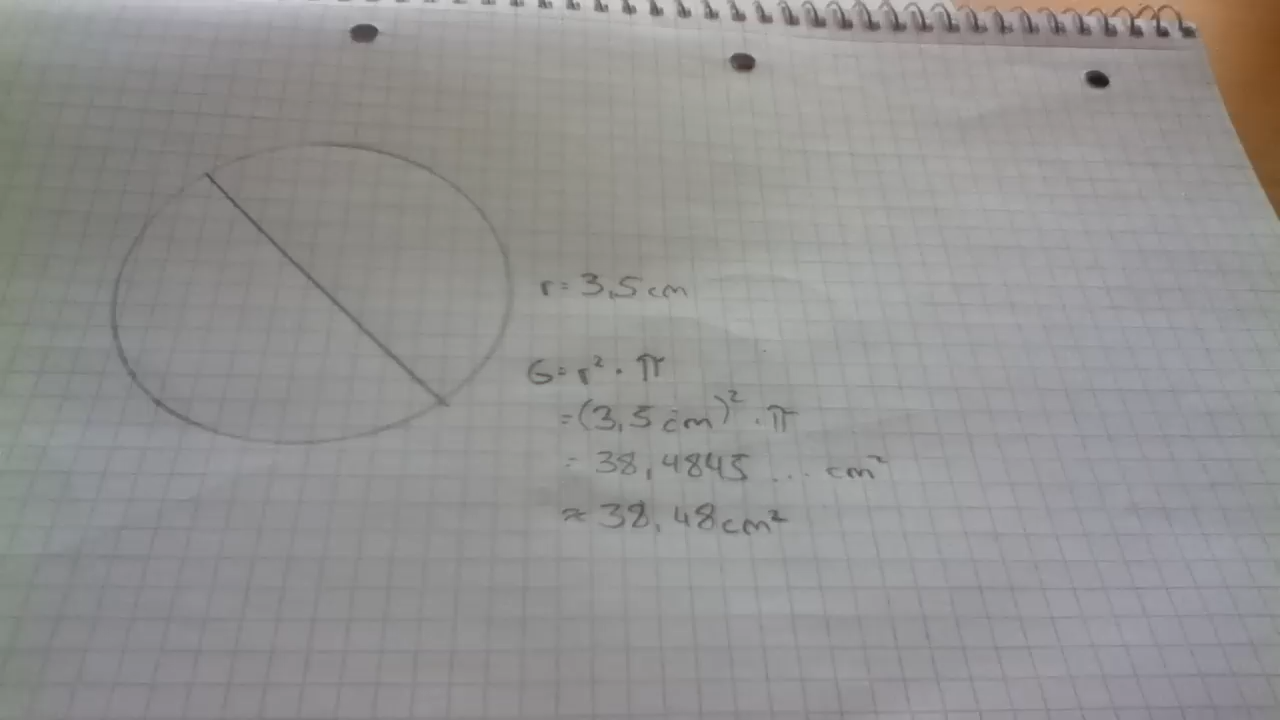 r = 3,5 cm
G = r² · π
= (3,5 cm)² · π
= 38,4845 ... cm²
≈ 38,48 cm²